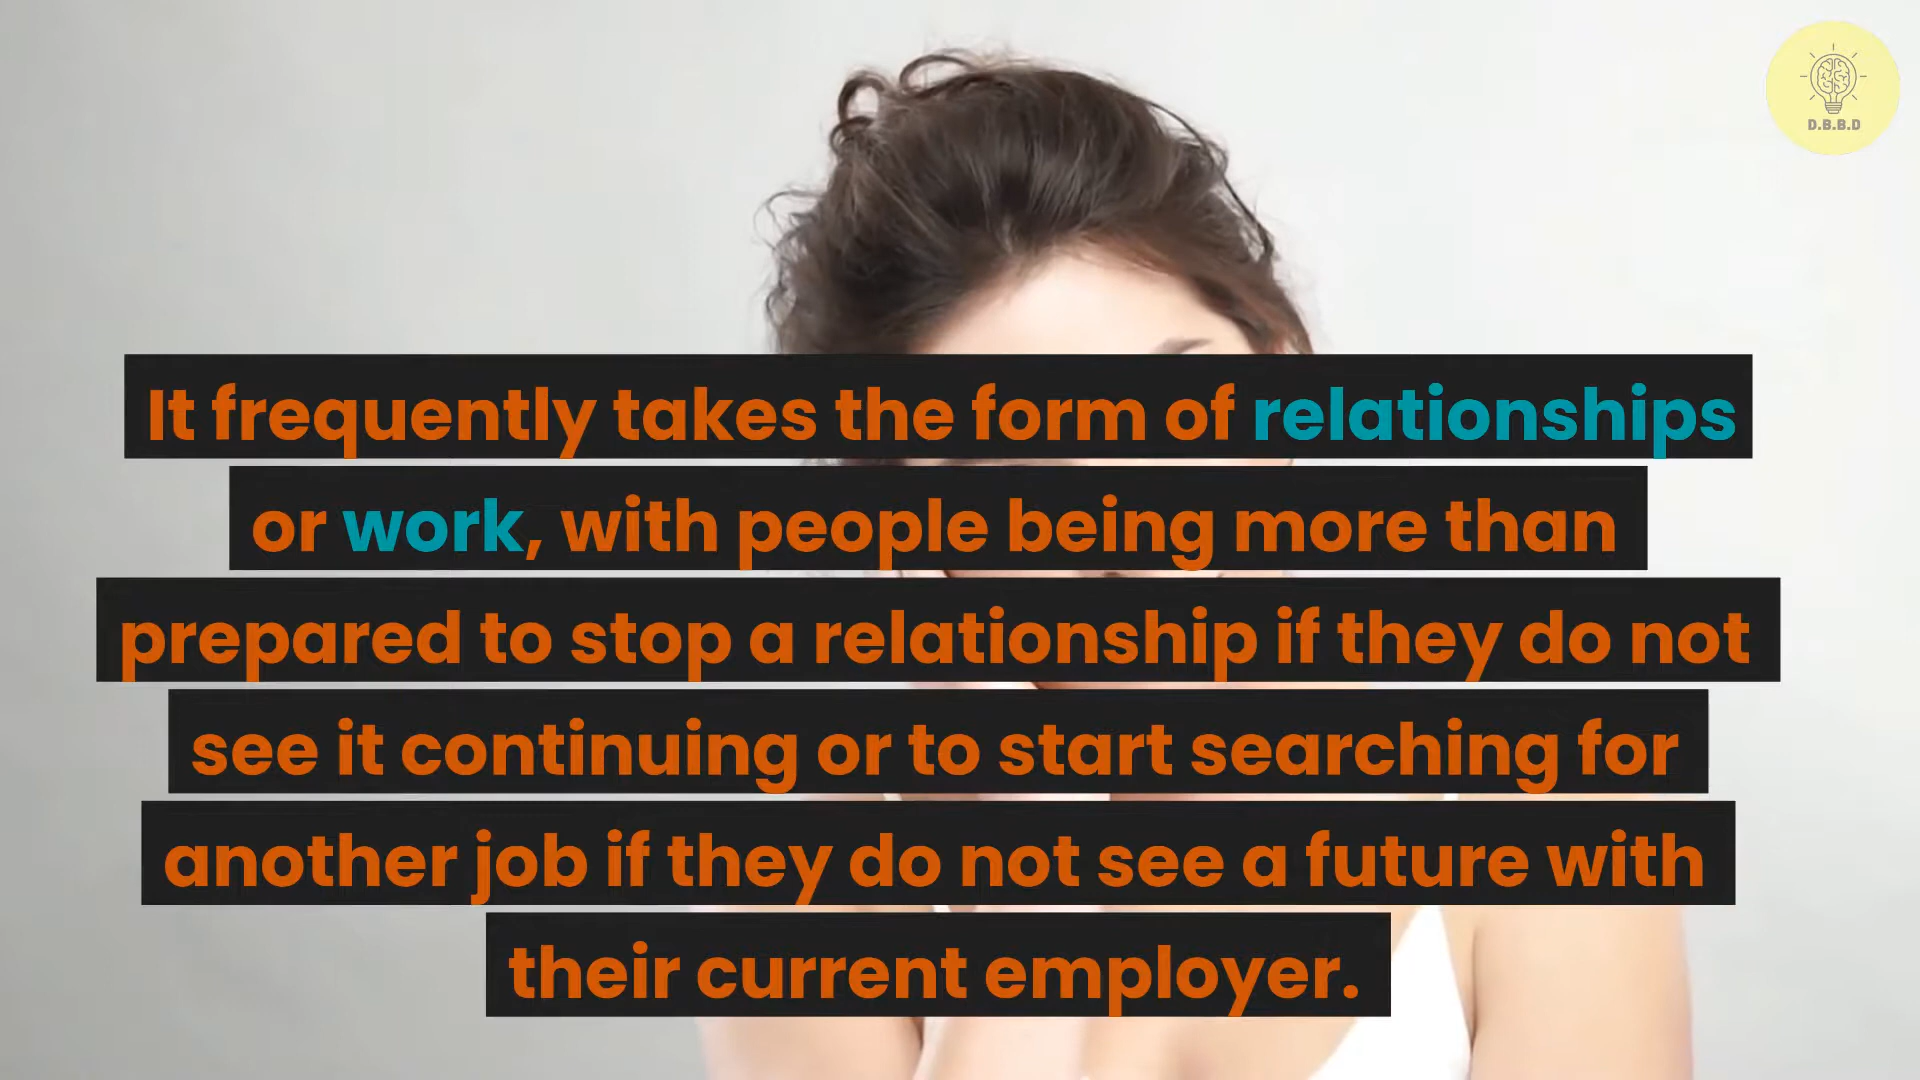 D.B.B.D
It frequently takes the form of relationships
or work, with people being more than
prepared to stop a relationship if they do not
see it continuing or to start searching for
another job if they do not see a future with
their current employer.